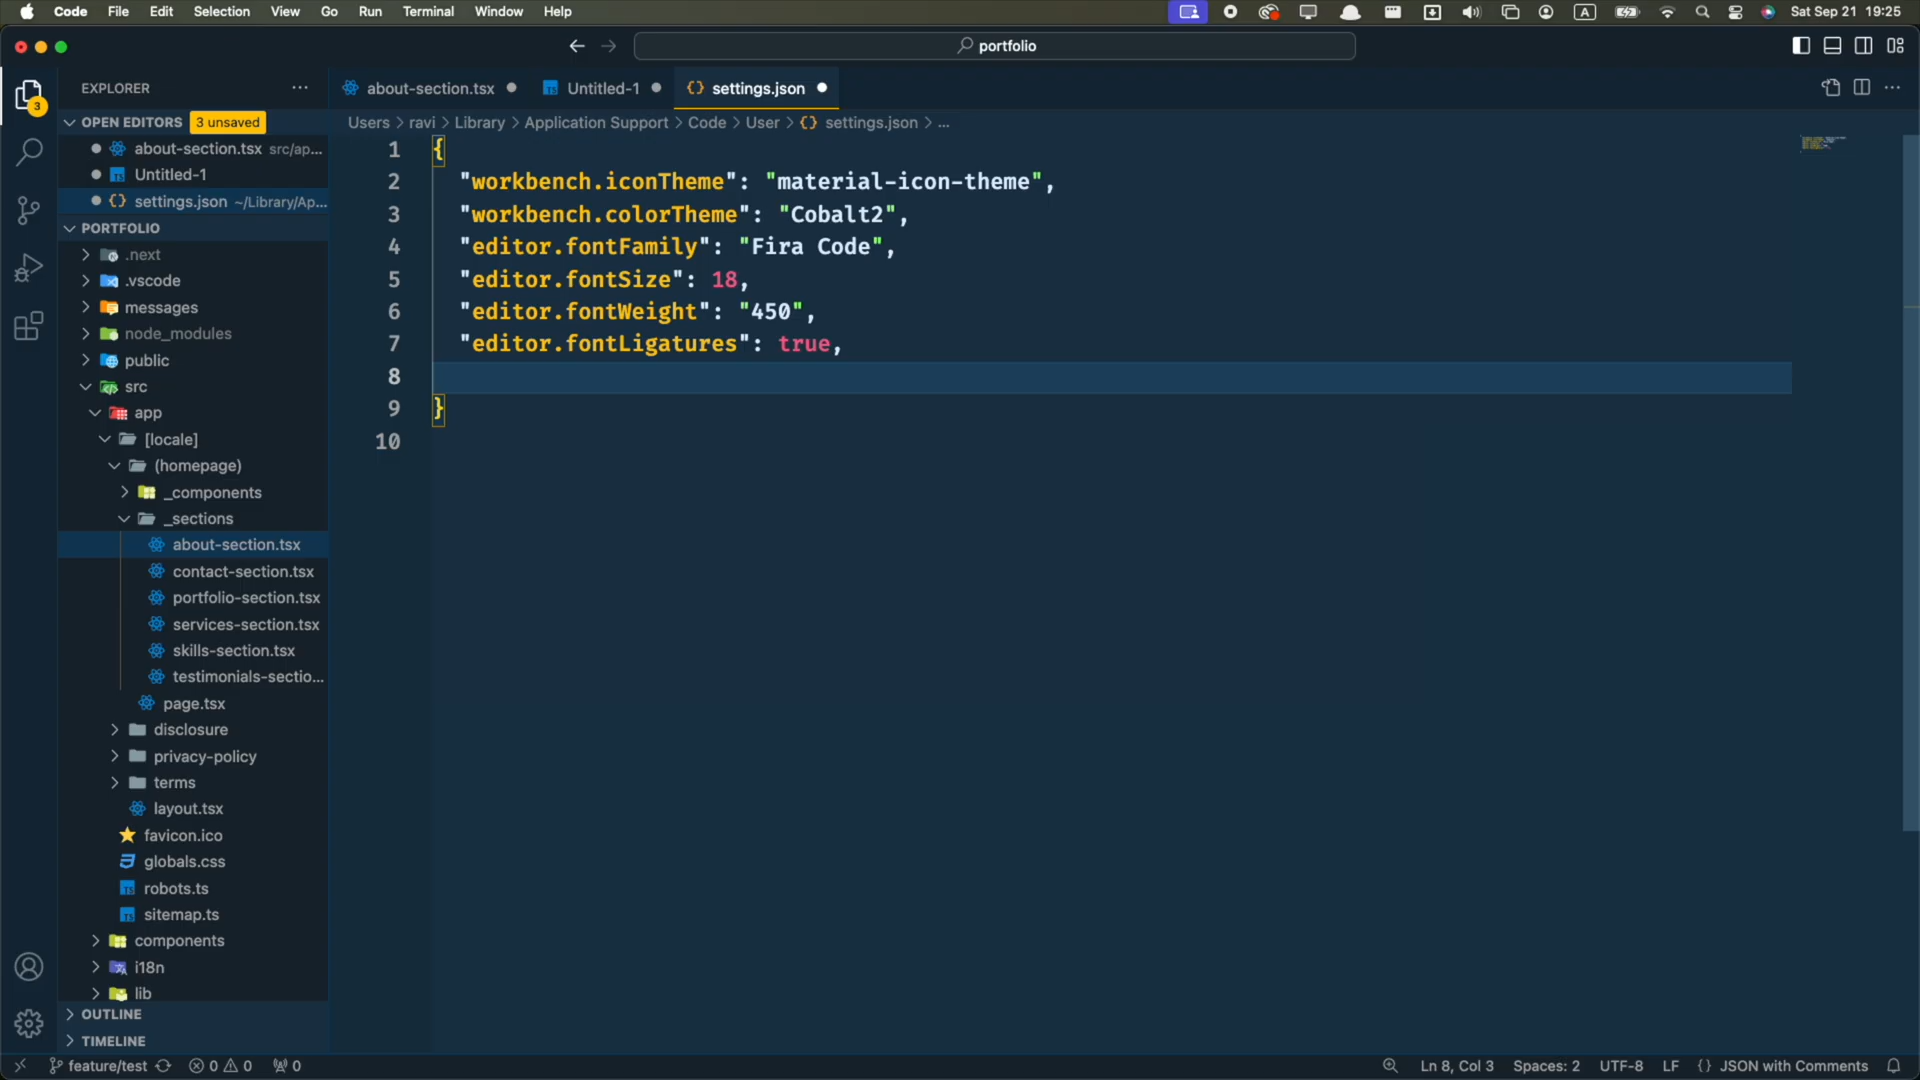 Code File Edit Selection View Go Run Terminal Window Help A Sat Sep 21 19:25
portfolio
3
EXPLORER
OPEN EDITORS 3 unsaved
about-section.tsx src/ap...
Untitled-1
settings.json ~/Library/Ap...
PORTFOLIO
.next
.vscode
messages
node_modules
public
src
app
[locale]
(homepage)
_components
_sections
about-section.tsx
contact-section.tsx
portfolio-section.tsx
services-section.tsx
skills-section.tsx
testimonials-sectio...
page.tsx
disclosure
privacy-policy
terms
layout.tsx
favicon.ico
globals.css
robots.ts
sitemap.ts
components
i18n
lib
OUTLINE
TIMELINE
about-section.tsx Untitled-1 {} settings.json
Users > ravi > Library > Application Support > Code > User > {} settings.json > ...
1 {
2 "workbench.iconTheme": "material-icon-theme",
3 "workbench.colorTheme": "Cobalt2",
4 "editor.fontFamily": "Fira Code",
5 "editor.fontSize": 18,
6 "editor.fontWeight": "450",
7 "editor.fontLigatures": true,
8
9 }
10
feature/test 0 0 0 Ln 8, Col 3 Spaces: 2 UTF-8 LF {} JSON with Comments